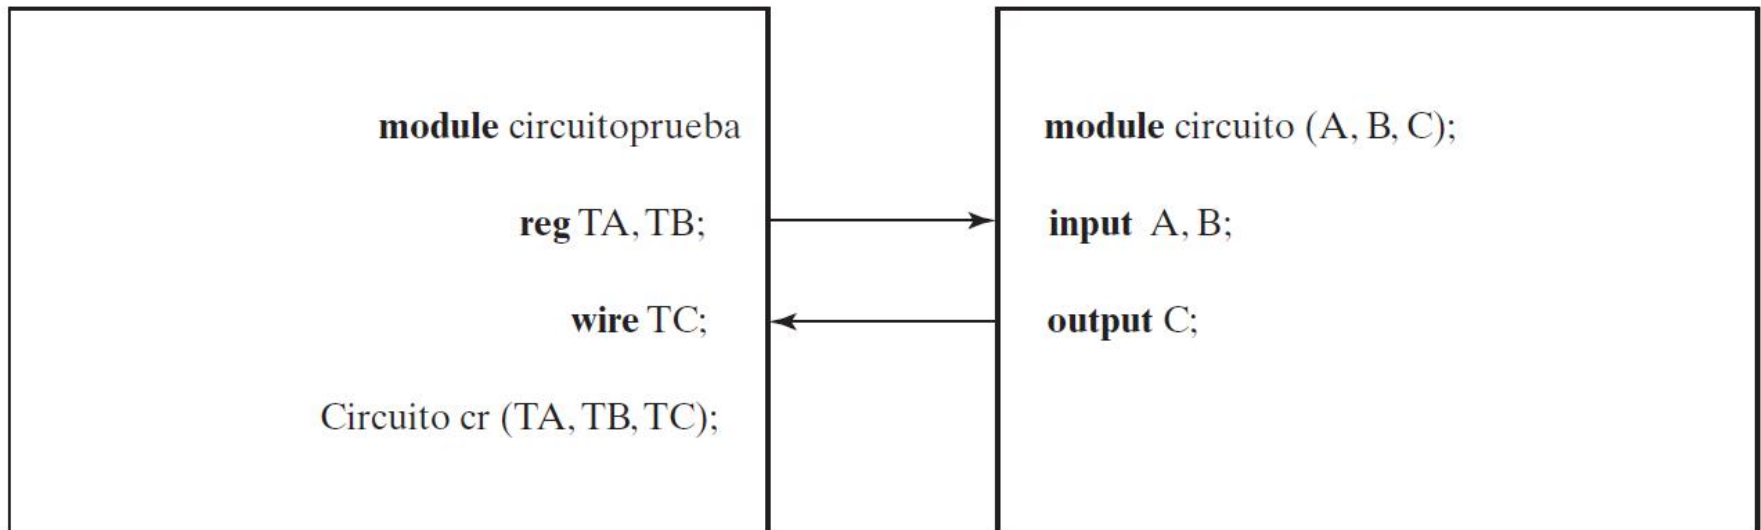 module circuitoprueba
reg TA, TB;
wire TC;
Circuito cr (TA, TB, TC);
module circuito (A, B, C);
input A, B;
output C;